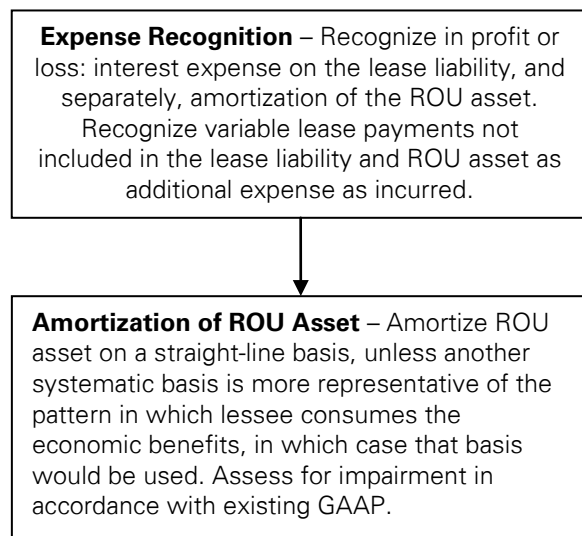 Expense Recognition – Recognize in profit or
loss: interest expense on the lease liability, and
separately, amortization of the ROU asset.
Recognize variable lease payments not
included in the lease liability and ROU asset as
additional expense as incurred.
Amortization of ROU Asset – Amortize ROU
asset on a straight-line basis, unless another
systematic basis is more representative of the
pattern in which lessee consumes the
economic benefits, in which case that basis
would be used. Assess for impairment in
accordance with existing GAAP.